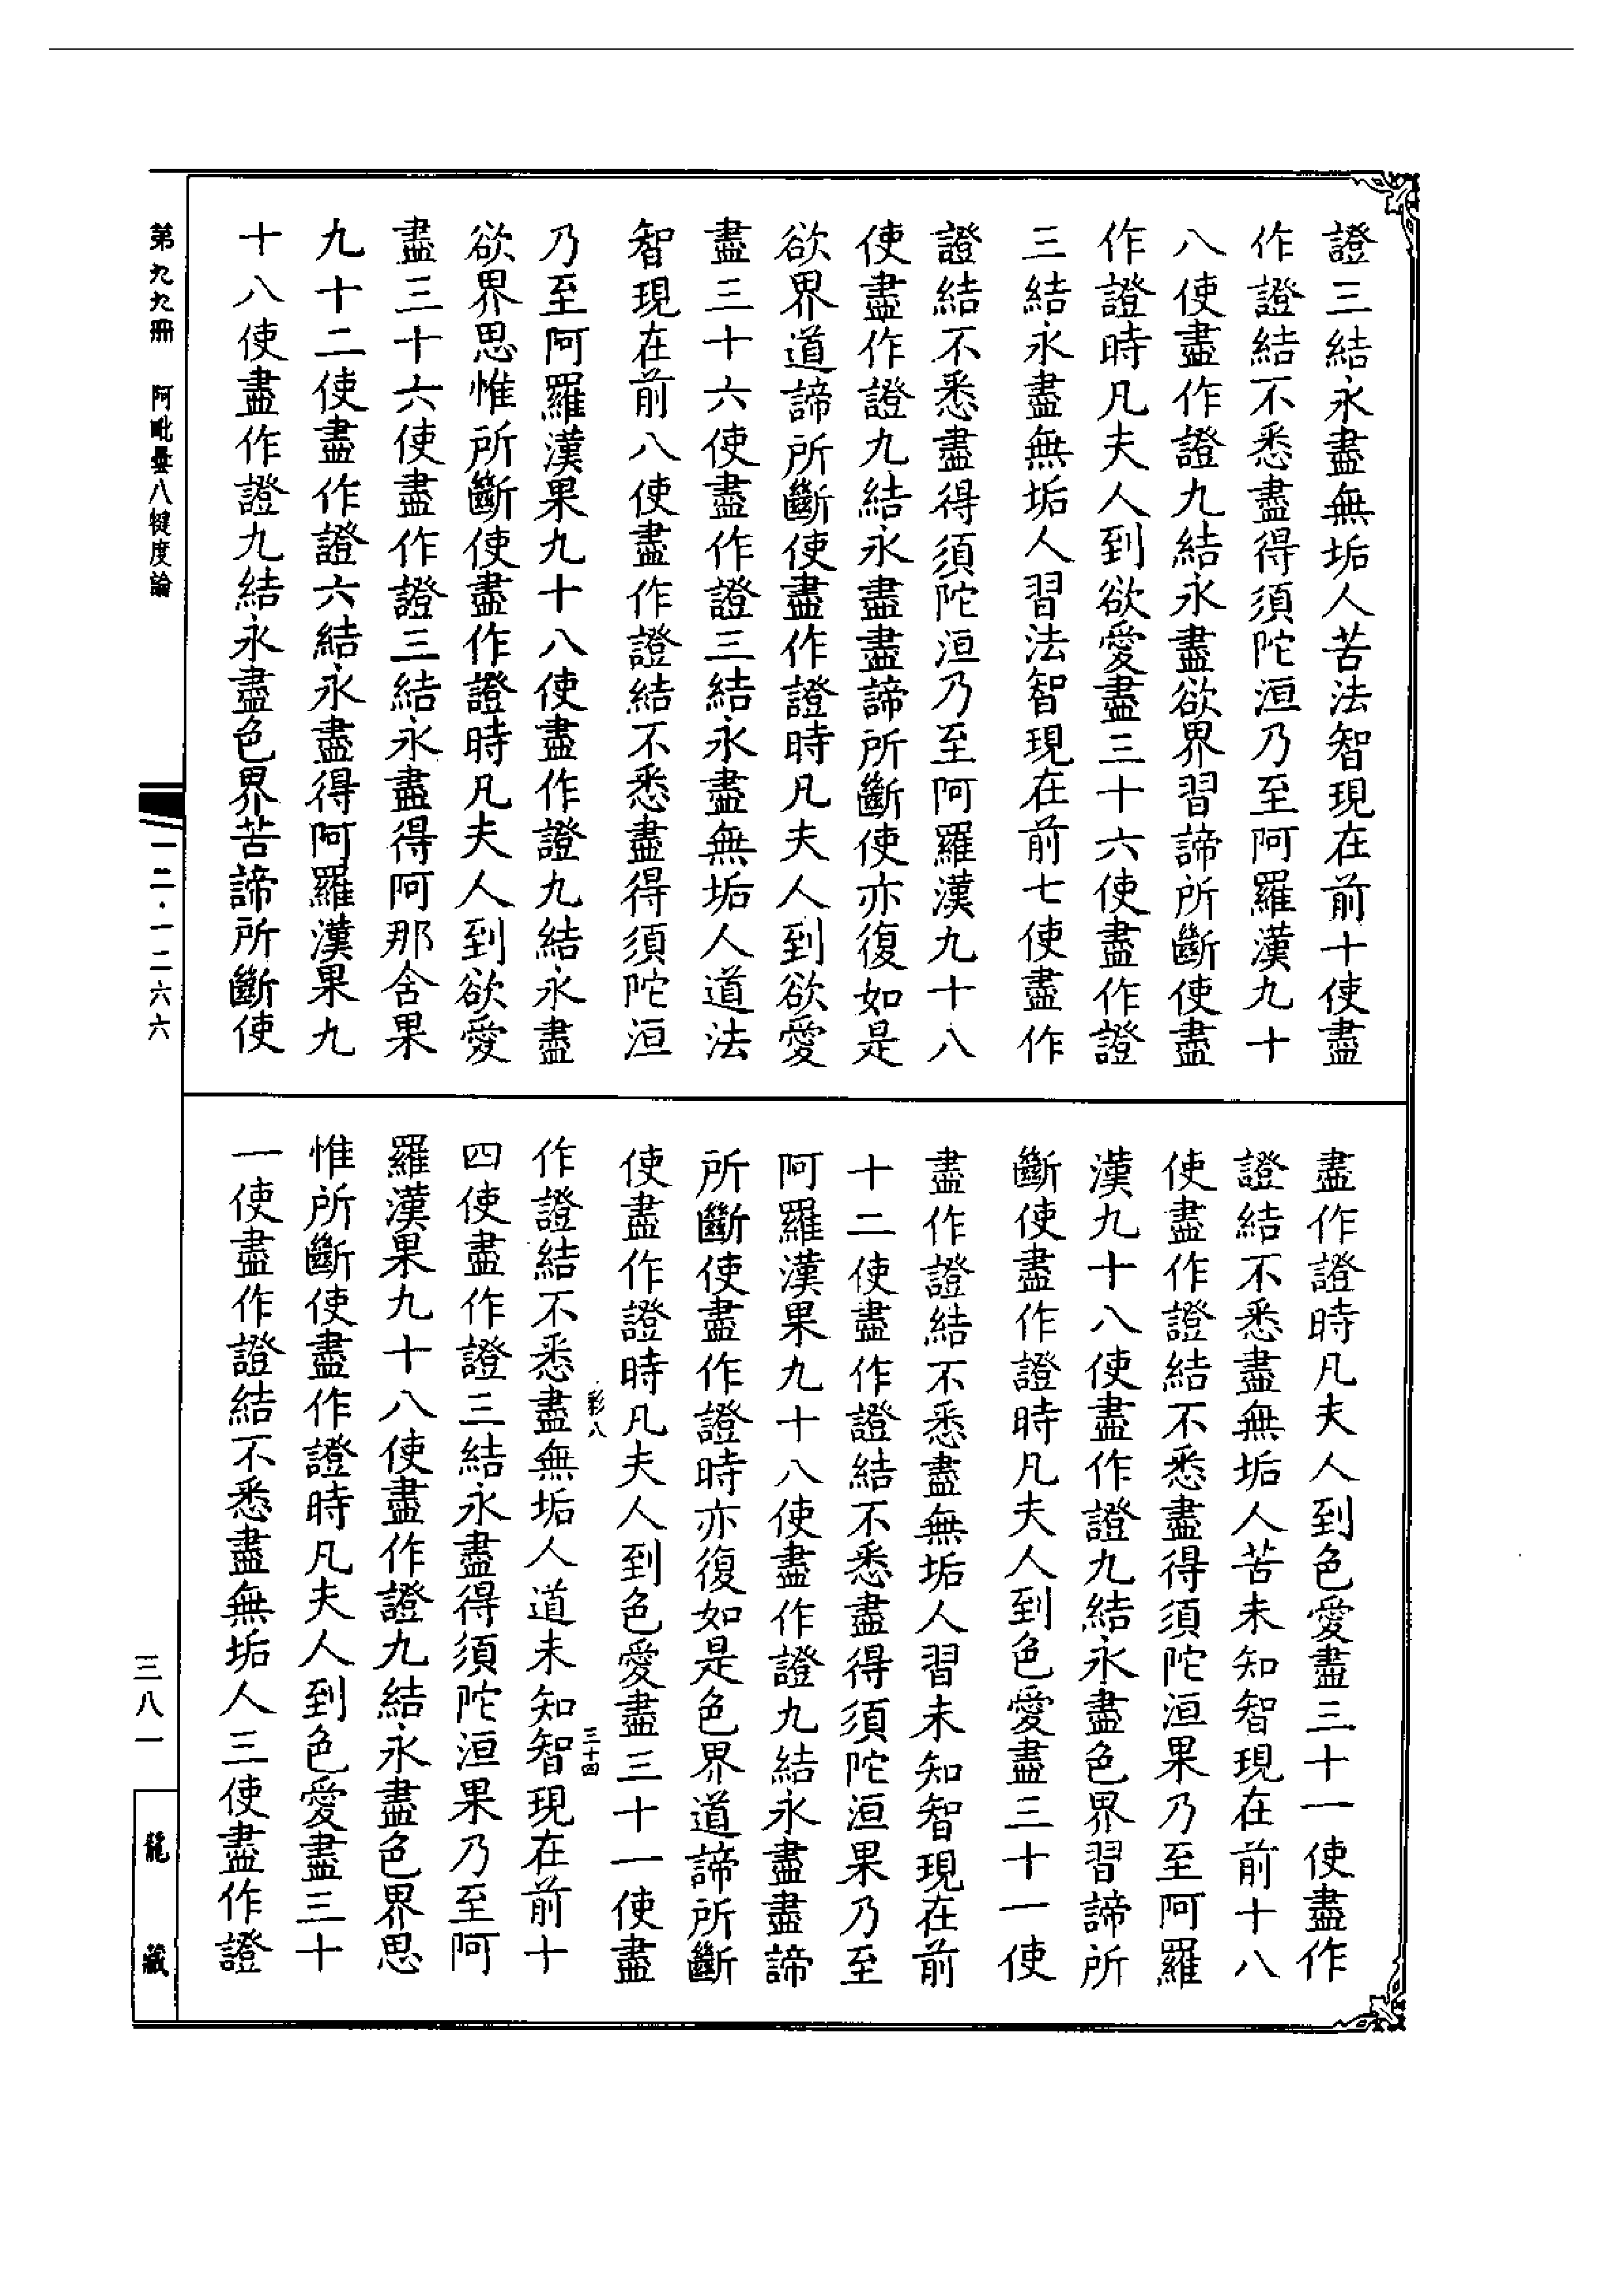 證三結永盡無垢人苦法智現在前十使盡
作證結不悉盡得須陀洹乃至阿羅漢九十
八使盡作證九結永盡欲界習諦所斷使盡
作證時凡夫人到欲愛盡三十六使盡作證
三結永盡無垢人習法智現在前七使盡作
證結不悉盡得須陀洹乃至阿羅漢九十八
使盡作證九結永盡盡諦所斷使亦復如是
欲界道諦所斷使盡作證時凡夫人到欲愛
盡三十六使盡作證三結永盡無垢人道法
智現在前八使盡作證結不悉盡得須陀洹
乃至阿羅漢果九十八使盡作證九結永盡
欲界思惟所斷使盡作證時凡夫人到欲愛
盡三十六使盡作證三結永盡得阿那含果
九十二使盡作證六結永盡得阿羅漢果九
十八使盡作證九結永盡色界苦諦所斷使
盡作證時凡夫人到色愛盡三十一使盡作
證結不悉盡無垢人苦未知智現在前十八
使盡作證結不悉盡得須陀洹果乃至阿羅
漢九十八使盡作證九結永盡色界習諦所
斷使盡作證時凡夫人到色愛盡三十一使
盡作證結不悉盡無垢人習未知智現在前
十二使盡作證結不悉盡得須陀洹果乃至
阿羅漢果九十八使盡作證九結永盡盡諦
所斷使盡作證時亦復如是色界道諦所斷
使盡作證時凡夫人到色愛盡三十一使盡
影八
三十四
作證結不悉盡無垢人道未知智現在前十
四使盡作證三結永盡得須陀洹果乃至阿
羅漢果九十八使盡作證九結永盡色界思
惟所斷使盡作證時凡夫人到色愛盡三十
一使盡作證結不悉盡無垢人三使盡作證
第九九冊 阿毗曇八犍度論
一二·一二六六
三八一
龍藏